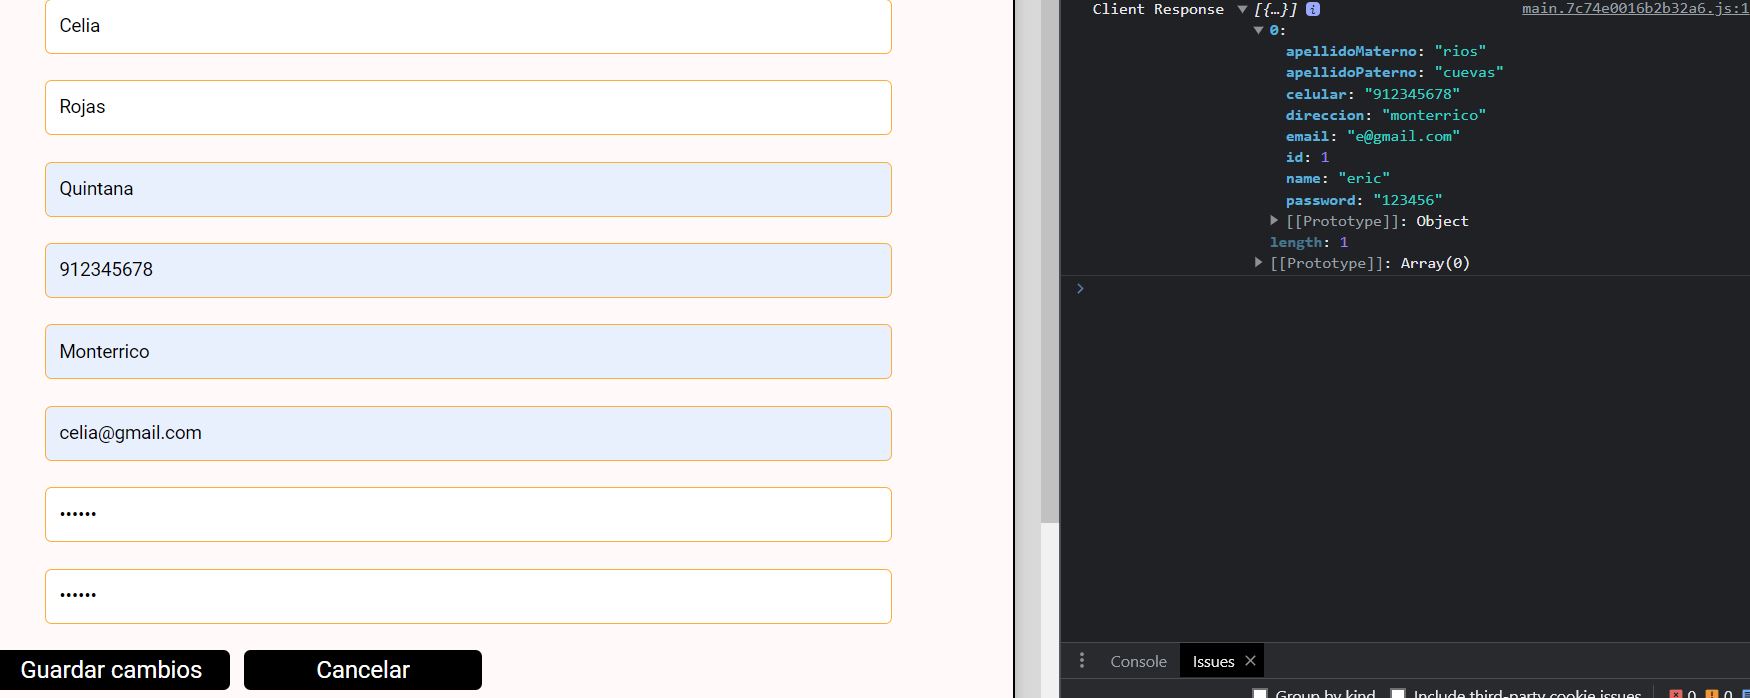 Celia
Rojas
Quintana
912345678
Monterrico
celia@gmail.com
••••••
••••••
Guardar cambios
Cancelar
Client Response ▼ [{…}] i
main.7c74e0016b2b32a6.js:1
▼ 0:
apellidoMaterno: "rios"
apellidoPaterno: "cuevas"
celular: "912345678"
direccion: "monterrico"
email: "e@gmail.com"
id: 1
name: "eric"
password: "123456"
▶ [[Prototype]]: Object
length: 1
▶ [[Prototype]]: Array(0)
>
Console
Issues ×
Group by kind
Include third-party cookie issues
0
0